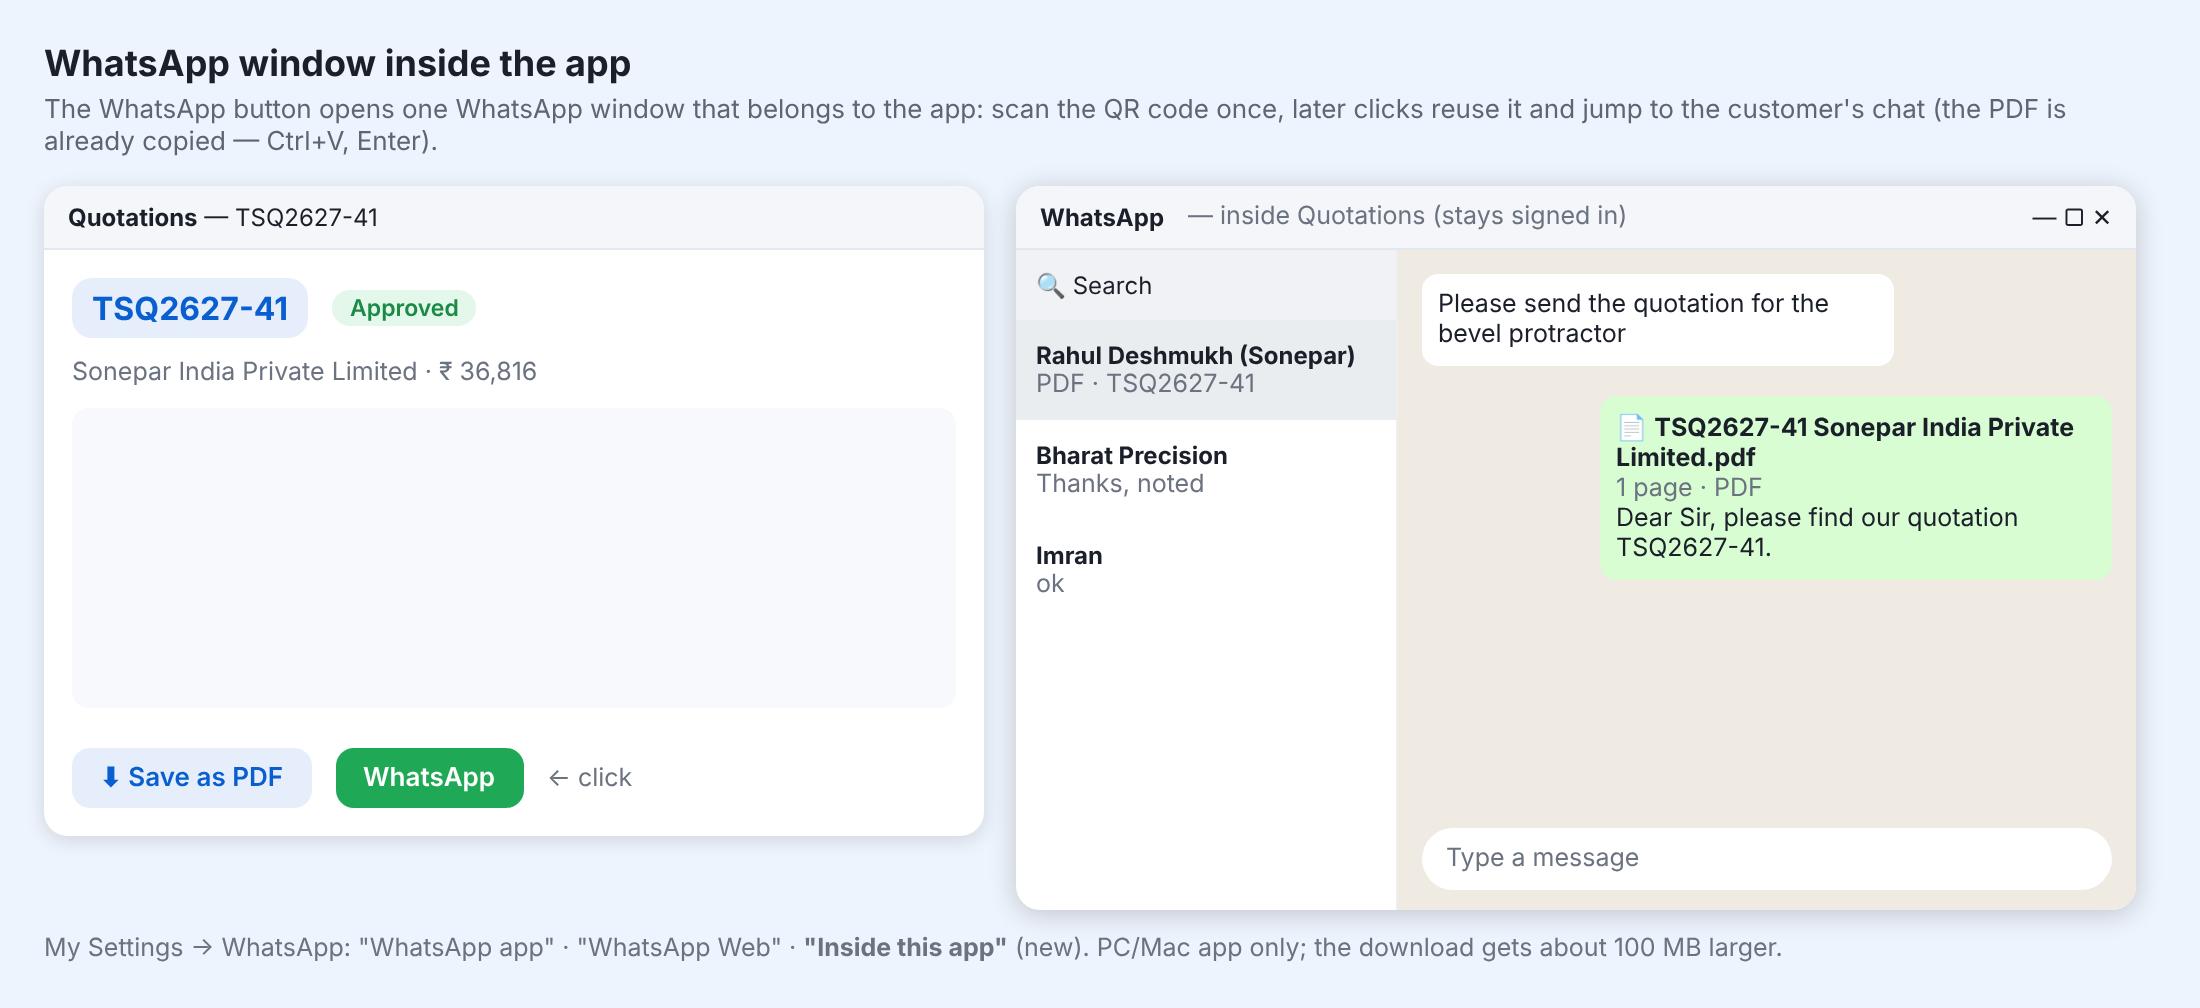 WhatsApp window inside the app
The WhatsApp button opens one WhatsApp window that belongs to the app: scan the QR code once, later clicks reuse it and jump to the customer's chat (the PDF is
already copied — Ctrl+V, Enter).
Quotations — TSQ2627-41
TSQ2627-41 Approved
Sonepar India Private Limited · ₹ 36,816
⬇ Save as PDF WhatsApp ← click
WhatsApp — inside Quotations (stays signed in)
🔍 Search
Rahul Deshmukh (Sonepar)
PDF · TSQ2627-41
Bharat Precision
Thanks, noted
Imran
ok
Please send the quotation for the
bevel protractor
📄 TSQ2627-41 Sonepar India Private
Limited.pdf
1 page · PDF
Dear Sir, please find our quotation
TSQ2627-41.
Type a message
My Settings → WhatsApp: "WhatsApp app" · "WhatsApp Web" · "Inside this app" (new). PC/Mac app only; the download gets about 100 MB larger.